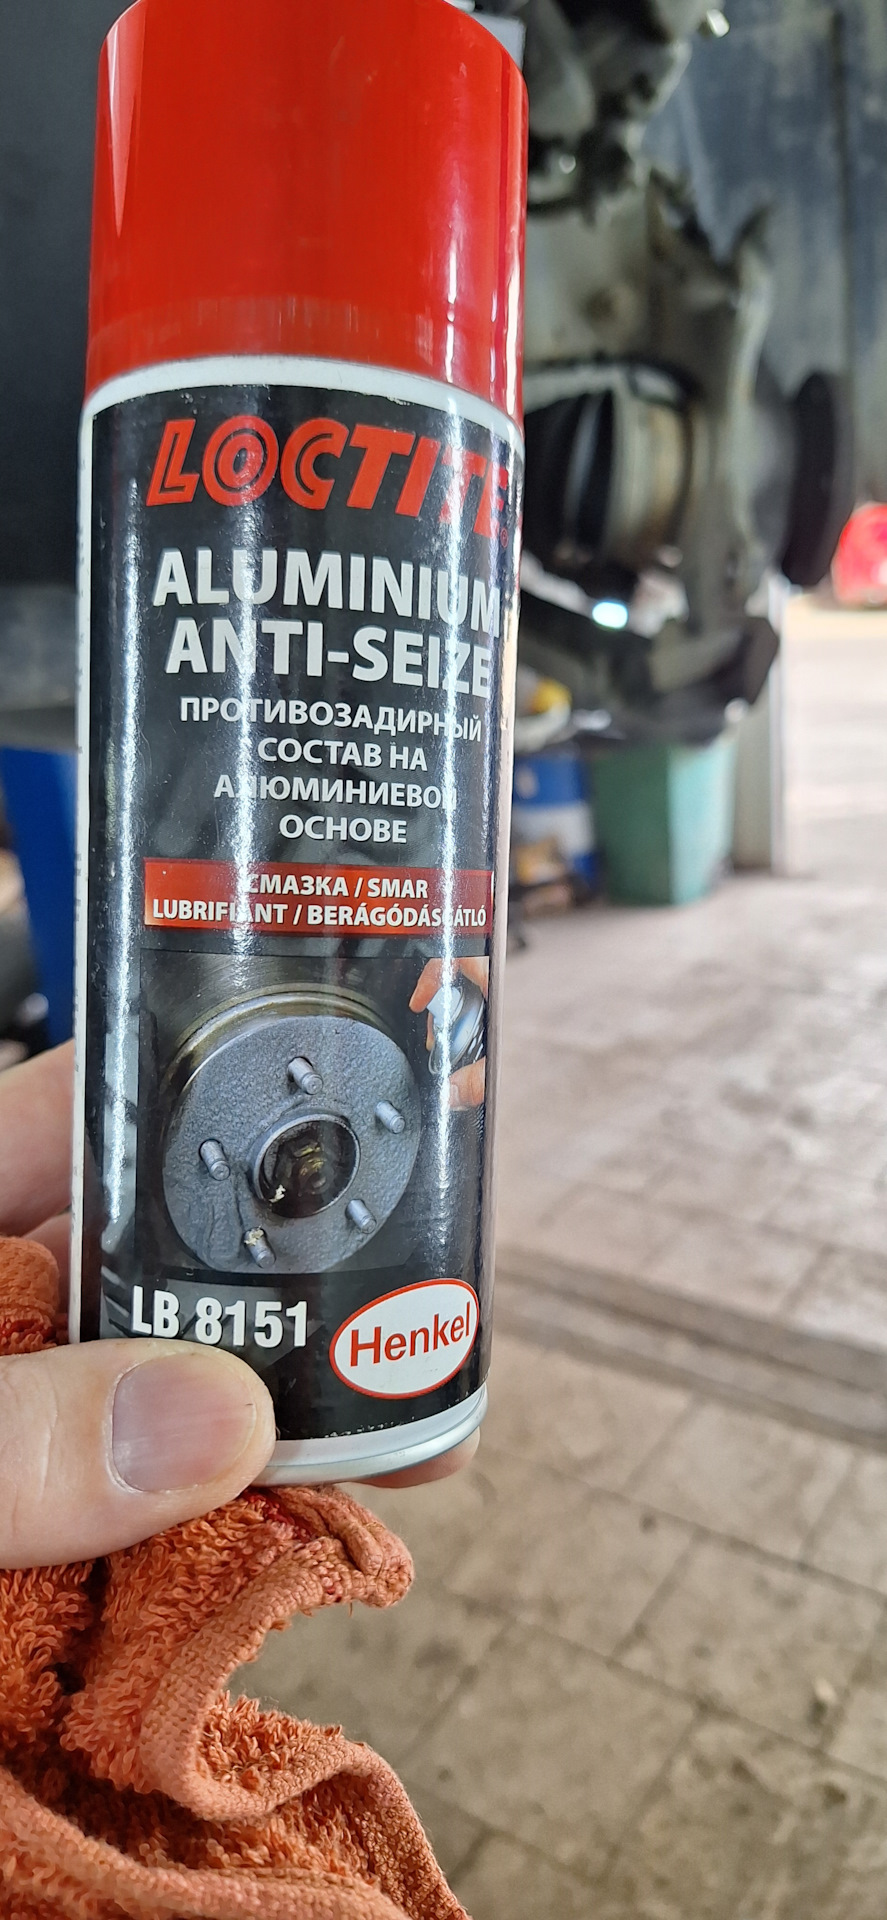 LOCTITE
ALUMINIUM
ANTI-SEIZE
ПРОТИВОЗАДИРНЫЙ
СОСТАВ НА
АЛЮМИНИЕВОЙ
ОСНОВЕ
СМАЗКА / SMAR
LUBRIFIANT / BERÁGÓDÁSGÁTLÓ
LB 8151
Henkel